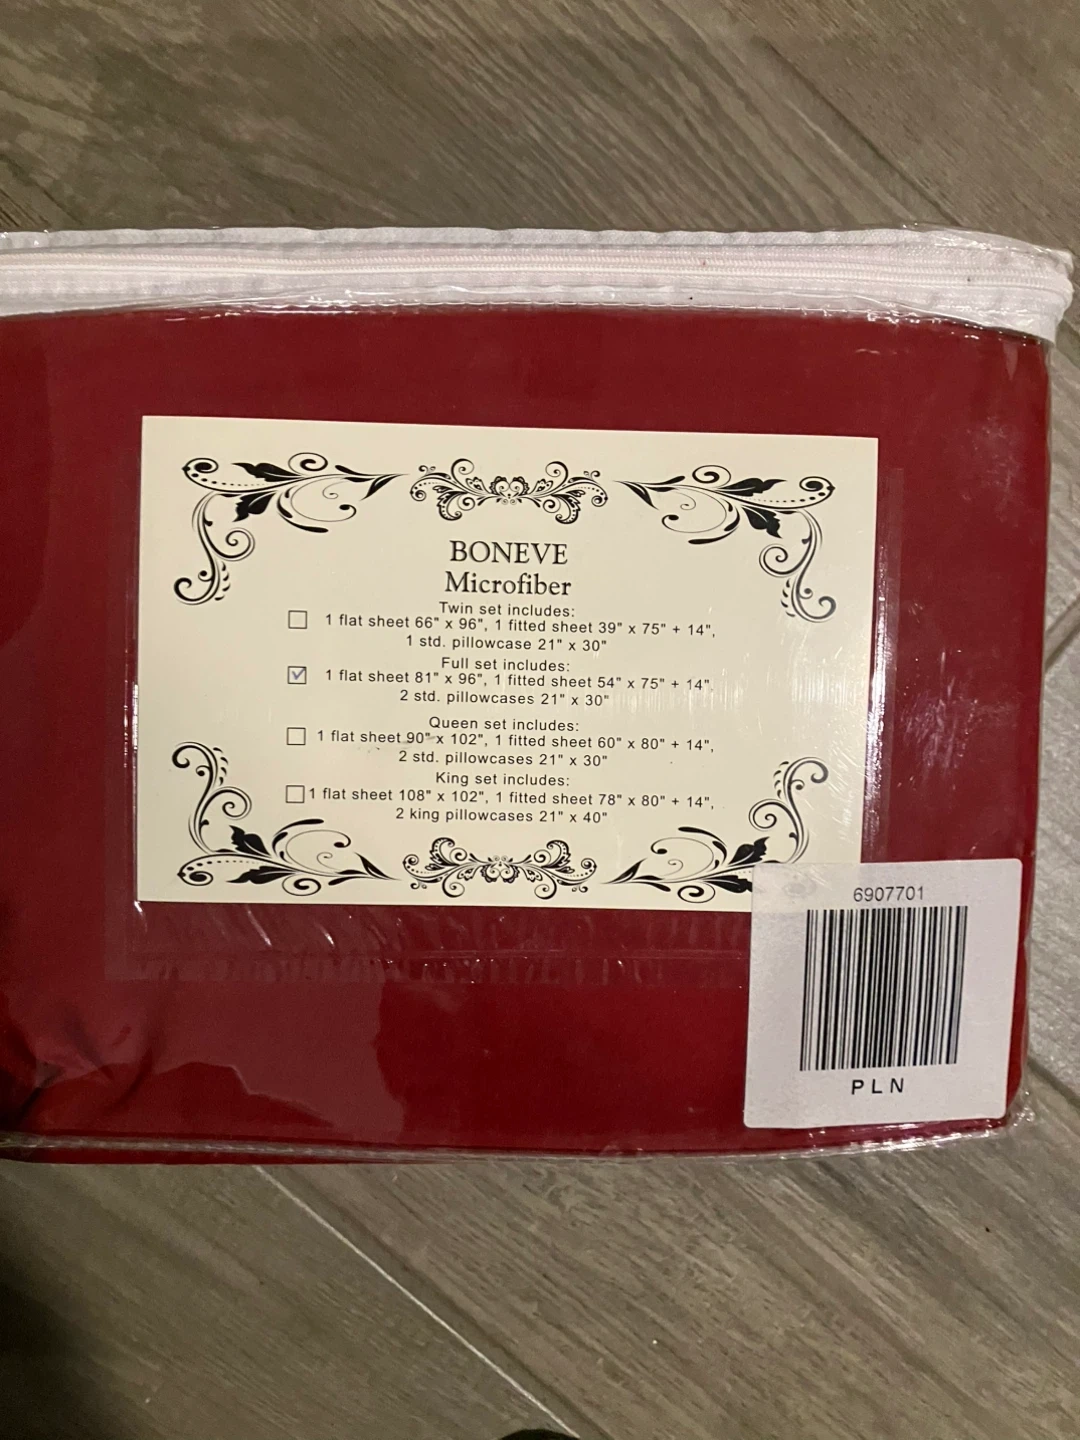 BONEVE
Microfiber
Twin set includes:
1 flat sheet 66" x 96", 1 fitted sheet 39" x 75" + 14",
1 std. pillowcase 21" x 30"
Full set includes:
1 flat sheet 81" x 96", 1 fitted sheet 54" x 75" + 14",
2 std. pillowcases 21" x 30"
Queen set includes:
1 flat sheet 90" x 102", 1 fitted sheet 60" x 80" + 14",
2 std. pillowcases 21" x 30"
King set includes:
1 flat sheet 108" x 102", 1 fitted sheet 78" x 80" + 14",
2 king pillowcases 21" x 40"
6907701
PLN